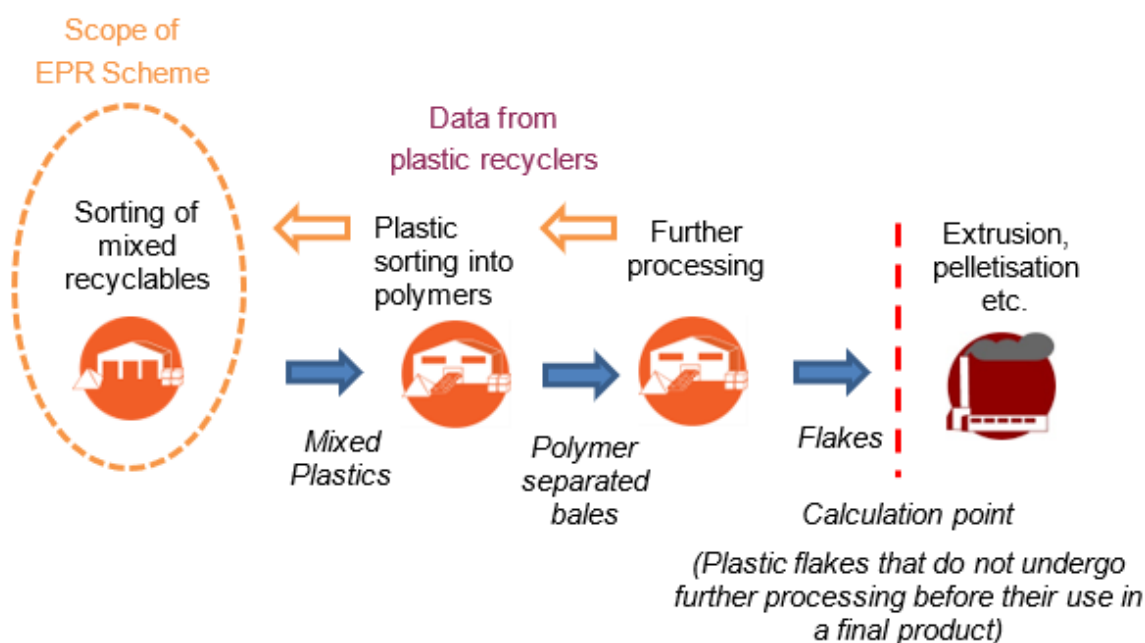 Scope of
EPR Scheme
Data from
plastic recyclers
Sorting of
mixed
recyclables
Plastic
sorting into
polymers
Further
processing
Extrusion,
pelletisation
etc.
Mixed
Plastics
Polymer
separated
bales
Flakes
Calculation point
(Plastic flakes that do not undergo
further processing before their use in
a final product)